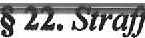 § 22. Straff